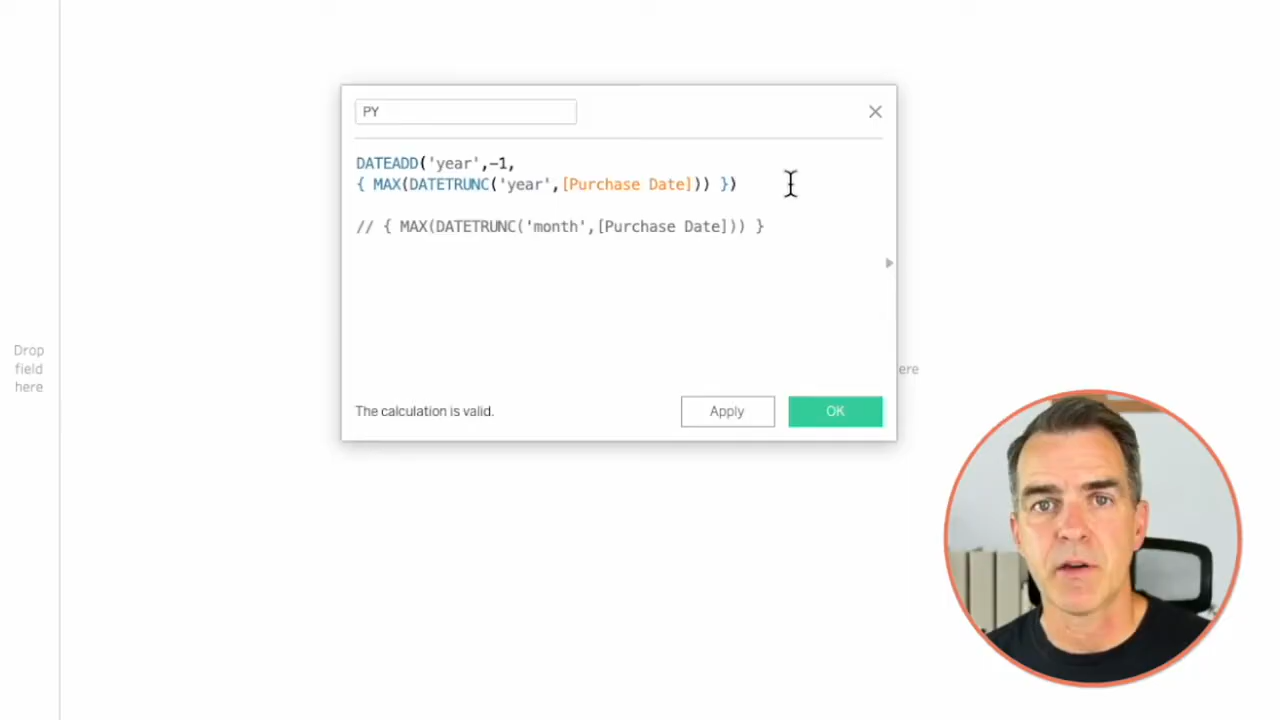 PY
DATEADD('year',-1,
{ MAX(DATETRUNC('year',[Purchase Date])) })
// { MAX(DATETRUNC('month',[Purchase Date])) }
Drop
field
here
ere
The calculation is valid.
Apply
OK